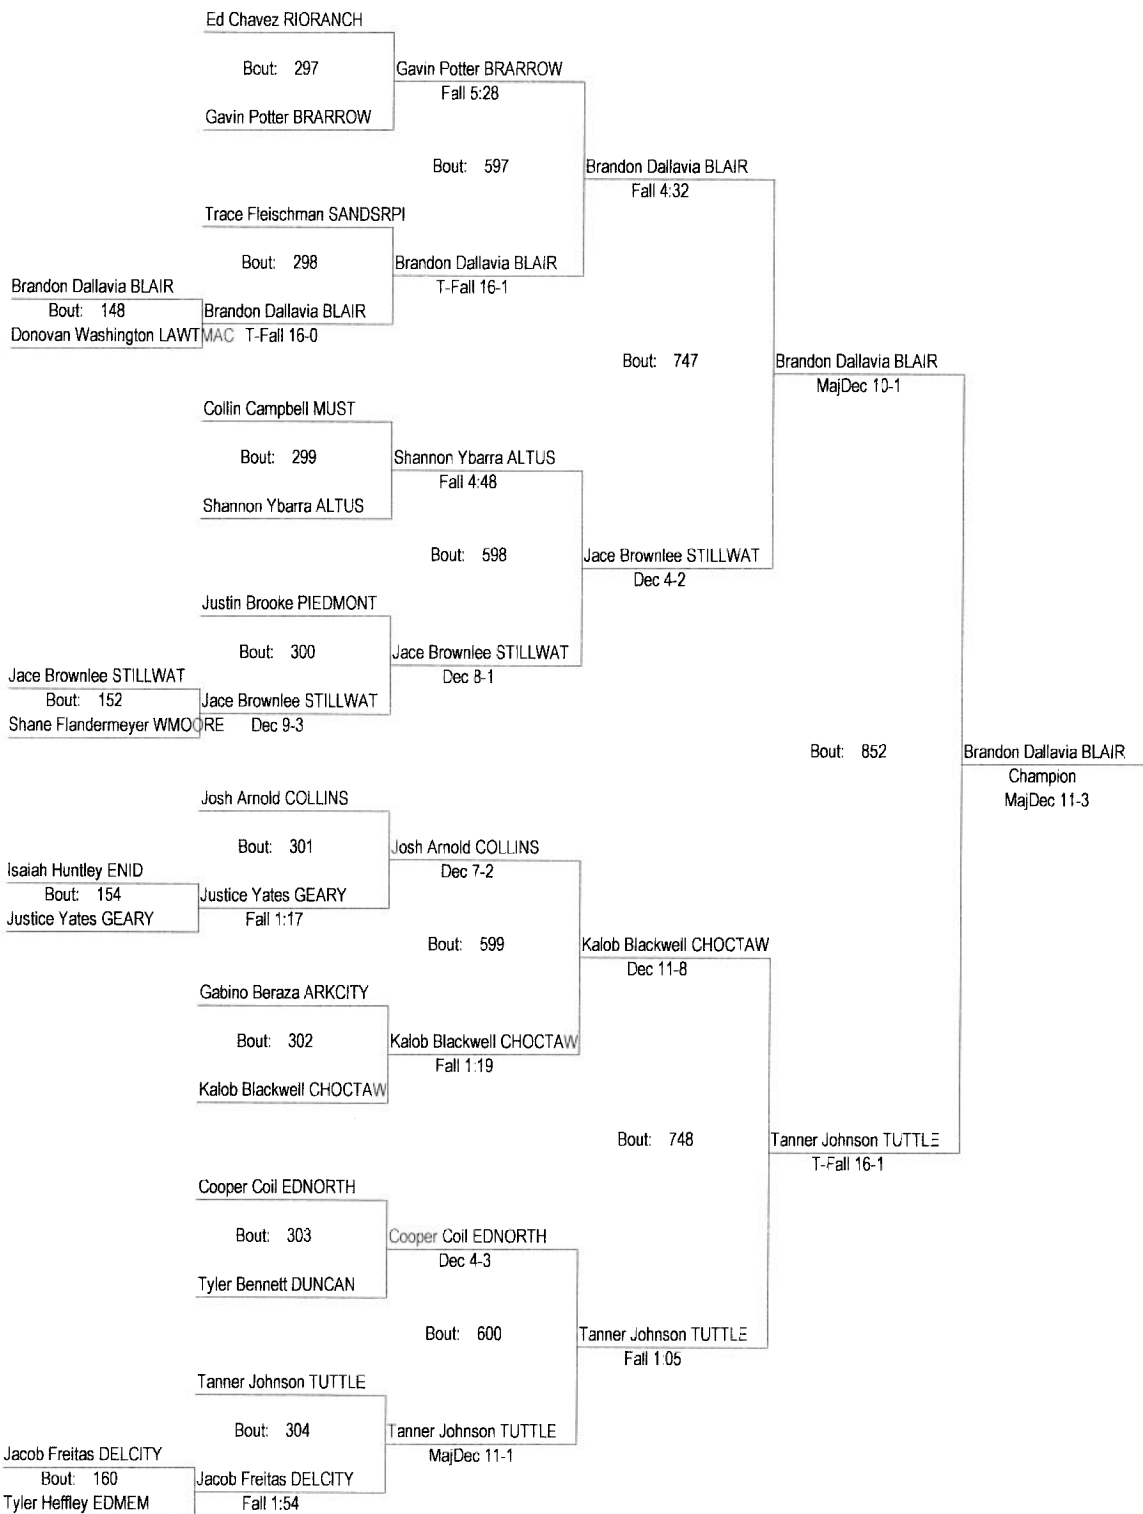 Ed Chavez RIORANCH
Bout: 297
Gavin Potter BRARROW
Fall 5:28
Gavin Potter BRARROW
Bout: 597
Brandon Dallavia BLAIR
Fall 4:32
Trace Fleischman SANDSRPI
Bout: 298
Brandon Dallavia BLAIR
T-Fall 16-1
Brandon Dallavia BLAIR
Bout: 148
Brandon Dallavia BLAIR
Donovan Washington LAWTMAC T-Fall 16-0
Bout: 747
Brandon Dallavia BLAIR
MajDec 10-1
Collin Campbell MUST
Bout: 299
Shannon Ybarra ALTUS
Fall 4:48
Shannon Ybarra ALTUS
Bout: 598
Jace Brownlee STILLWAT
Dec 4-2
Justin Brooke PIEDMONT
Bout: 300
Jace Brownlee STILLWAT
Dec 8-1
Jace Brownlee STILLWAT
Bout: 152
Jace Brownlee STILLWAT
Shane Flandermeyer WMOORE Dec 9-3
Bout: 852
Brandon Dallavia BLAIR
Champion
MajDec 11-3
Josh Arnold COLLINS
Bout: 301
Josh Arnold COLLINS
Dec 7-2
Isaiah Huntley ENID
Bout: 154
Justice Yates GEARY
Justice Yates GEARY
Fall 1:17
Bout: 599
Kalob Blackwell CHOCTAW
Dec 11-8
Gabino Beraza ARKCITY
Bout: 302
Kalob Blackwell CHOCTAW
Fall 1:19
Kalob Blackwell CHOCTAW
Bout: 748
Tanner Johnson TUTTLE
T-Fall 16-1
Cooper Coil EDNORTH
Bout: 303
Cooper Coil EDNORTH
Dec 4-3
Tyler Bennett DUNCAN
Bout: 600
Tanner Johnson TUTTLE
Fall 1:05
Tanner Johnson TUTTLE
Bout: 304
Tanner Johnson TUTTLE
MajDec 11-1
Jacob Freitas DELCITY
Bout: 160
Jacob Freitas DELCITY
Tyler Heffley EDMEM
Fall 1:54